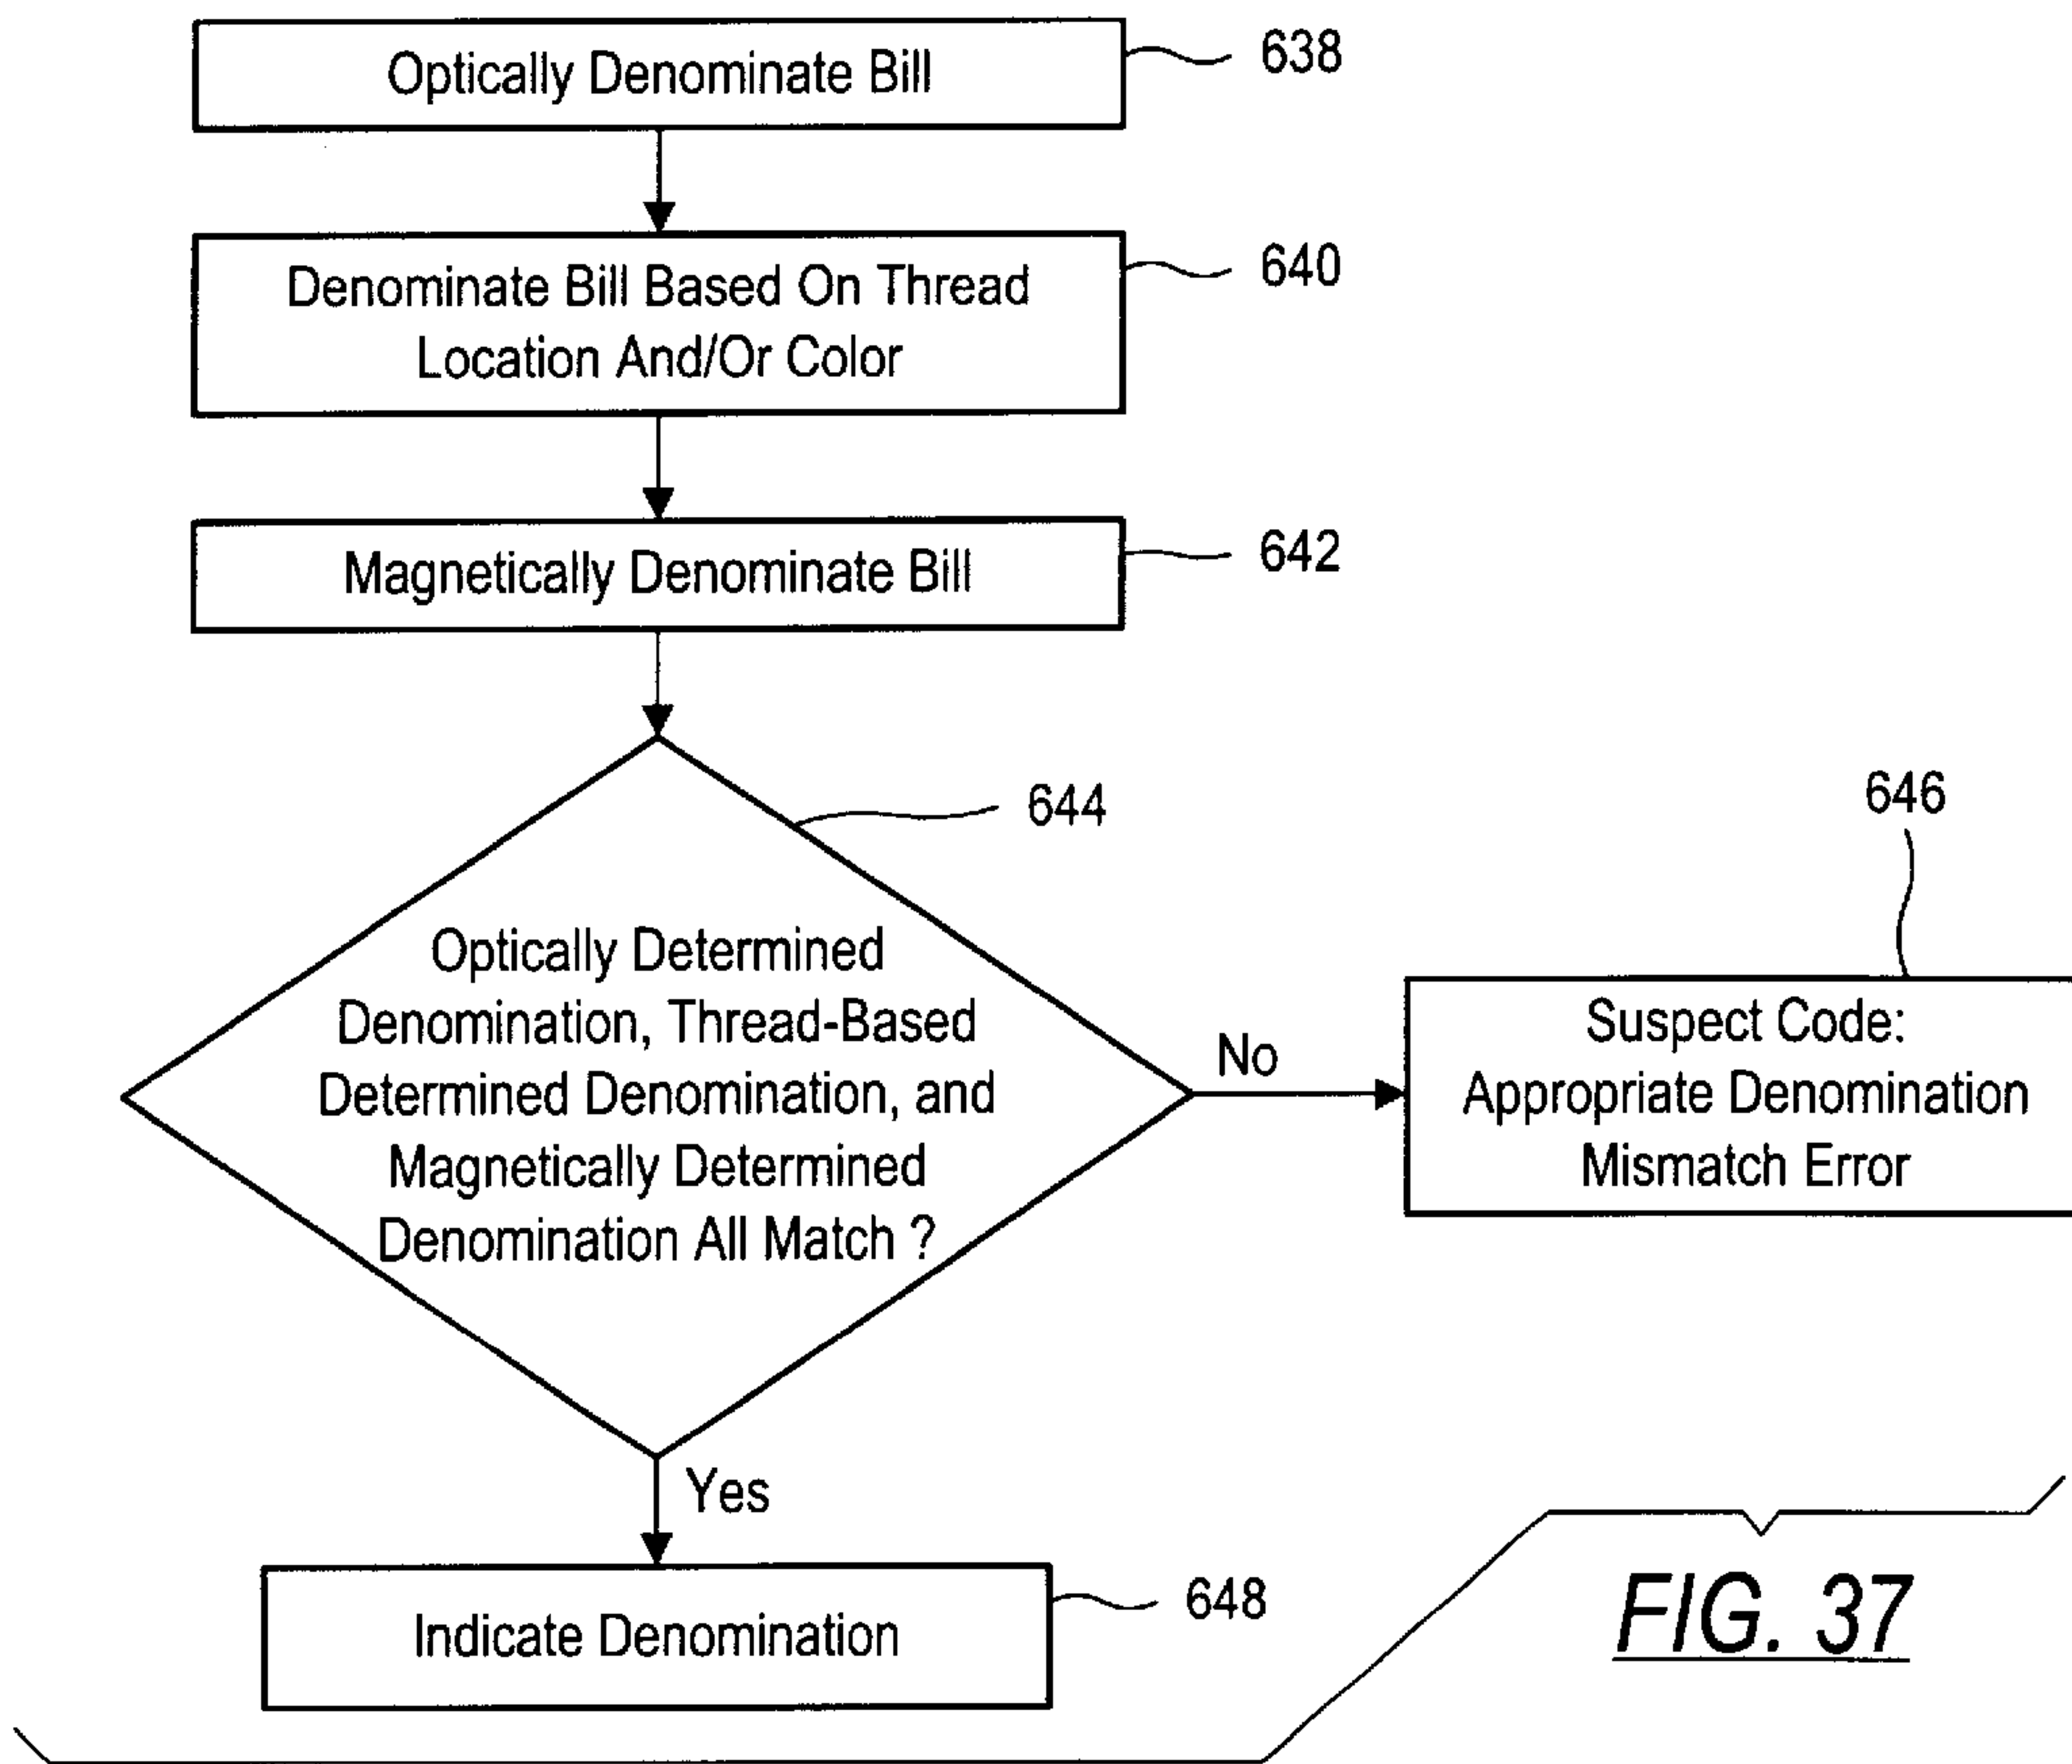 Optically Denominate Bill
638
Denominate Bill Based On Thread
Location And/Or Color
640
Magnetically Denominate Bill
642
644
Optically Determined
Denomination, Thread-Based
Determined Denomination, and
Magnetically Determined
Denomination All Match ?
No
646
Suspect Code:
Appropriate Denomination
Mismatch Error
Yes
Indicate Denomination
648
FIG. 37